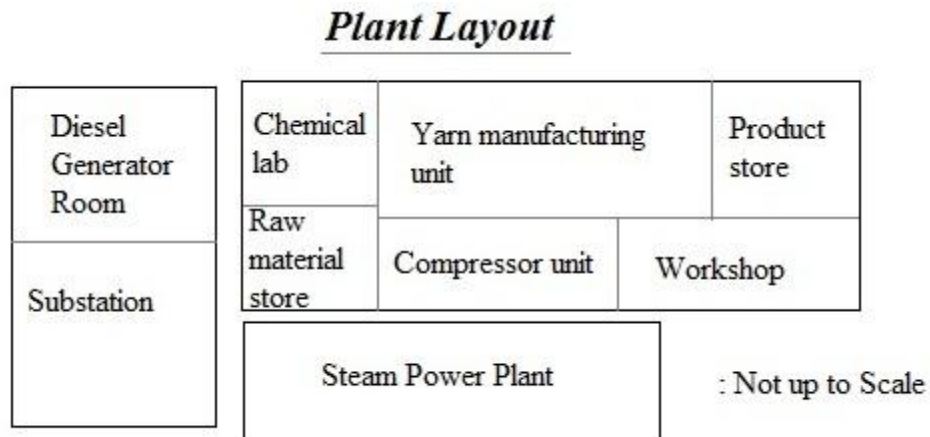 Plant Layout
Diesel
Generator
Room
Substation
Chemical
lab
Yarn manufacturing
unit
Product
store
Raw
material
store
Compressor unit
Workshop
Steam Power Plant
: Not up to Scale